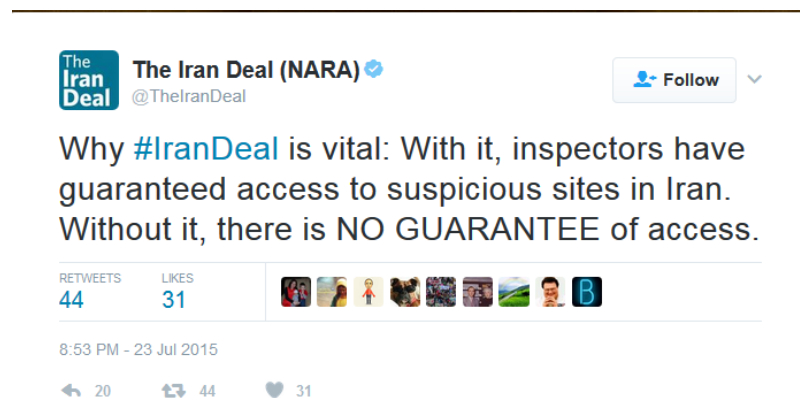 The
Iran
Deal
The Iran Deal (NARA)
@TheIranDeal
Follow
Why #IranDeal is vital: With it, inspectors have
guaranteed access to suspicious sites in Iran.
Without it, there is NO GUARANTEE of access.
RETWEETS LIKES
44 31
B
8:53 PM - 23 Jul 2015
20 44 31